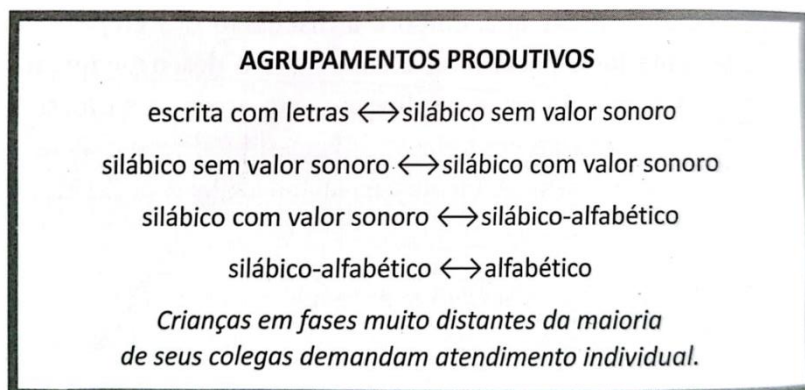 AGRUPAMENTOS PRODUTIVOS
escrita com letras ⟷ silábico sem valor sonoro
silábico sem valor sonoro ⟷ silábico com valor sonoro
silábico com valor sonoro ⟷ silábico-alfabético
silábico-alfabético ⟷ alfabético
Crianças em fases muito distantes da maioria
de seus colegas demandam atendimento individual.